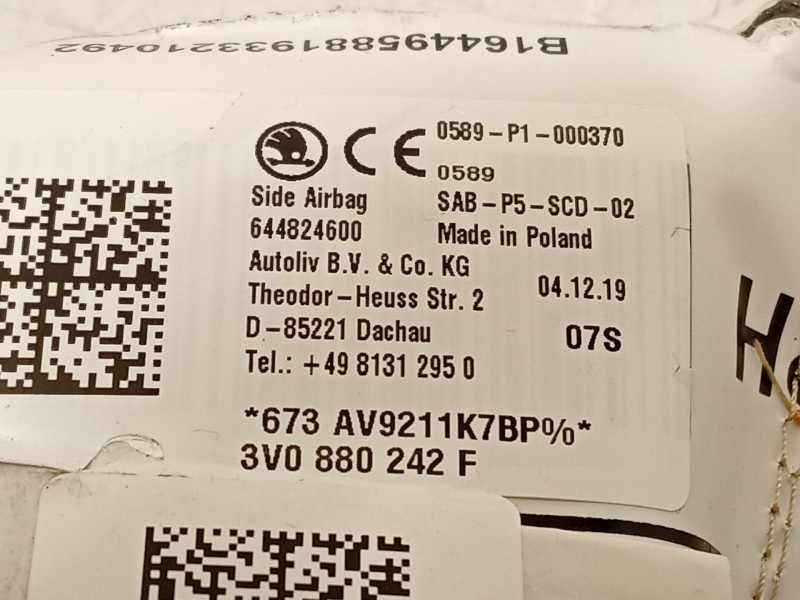 B164495881933210492
0589-P1-000370
0589
Side Airbag
SAB-P5-SCD-02
644824600
Made in Poland
Autoliv B.V. & Co. KG
04.12.19
Theodor-Heuss Str. 2
D-85221 Dachau
07S
Tel.: +49 8131 295 0
*673 AV9211K7BP%*
3V0 880 242 F